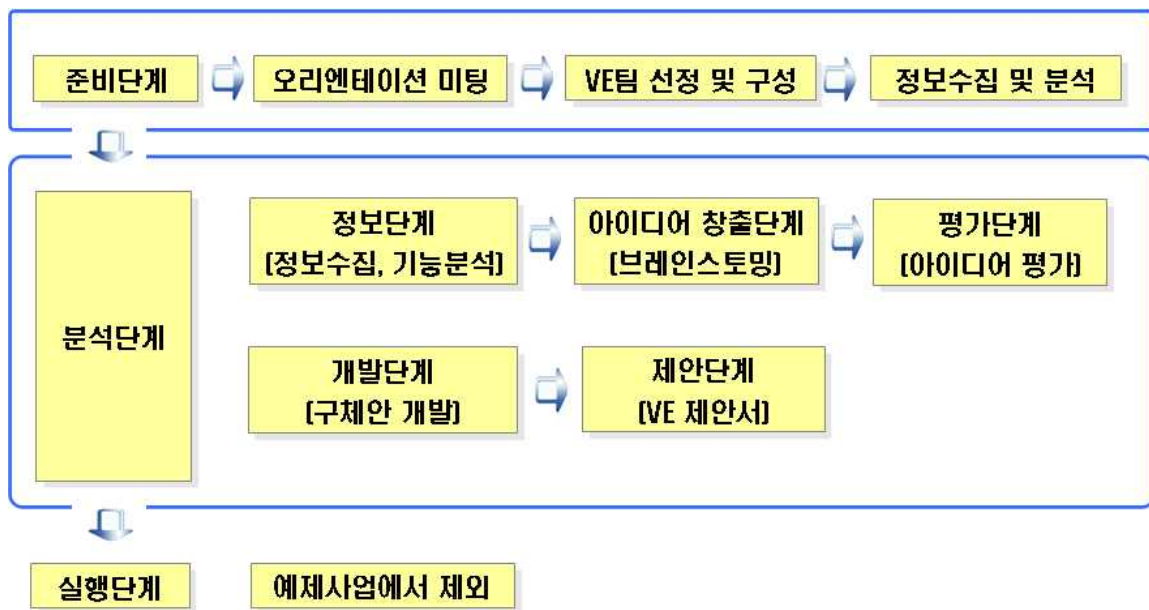 준비단계
오리엔테이션 미팅
VE팀 선정 및 구성
정보수집 및 분석
분석단계
정보단계
(정보수집, 기능분석)
아이디어 창출단계
(브레인스토밍)
평가단계
(아이디어 평가)
개발단계
(구체안 개발)
제안단계
(VE 제안서)
실행단계
예제사업에서 제외